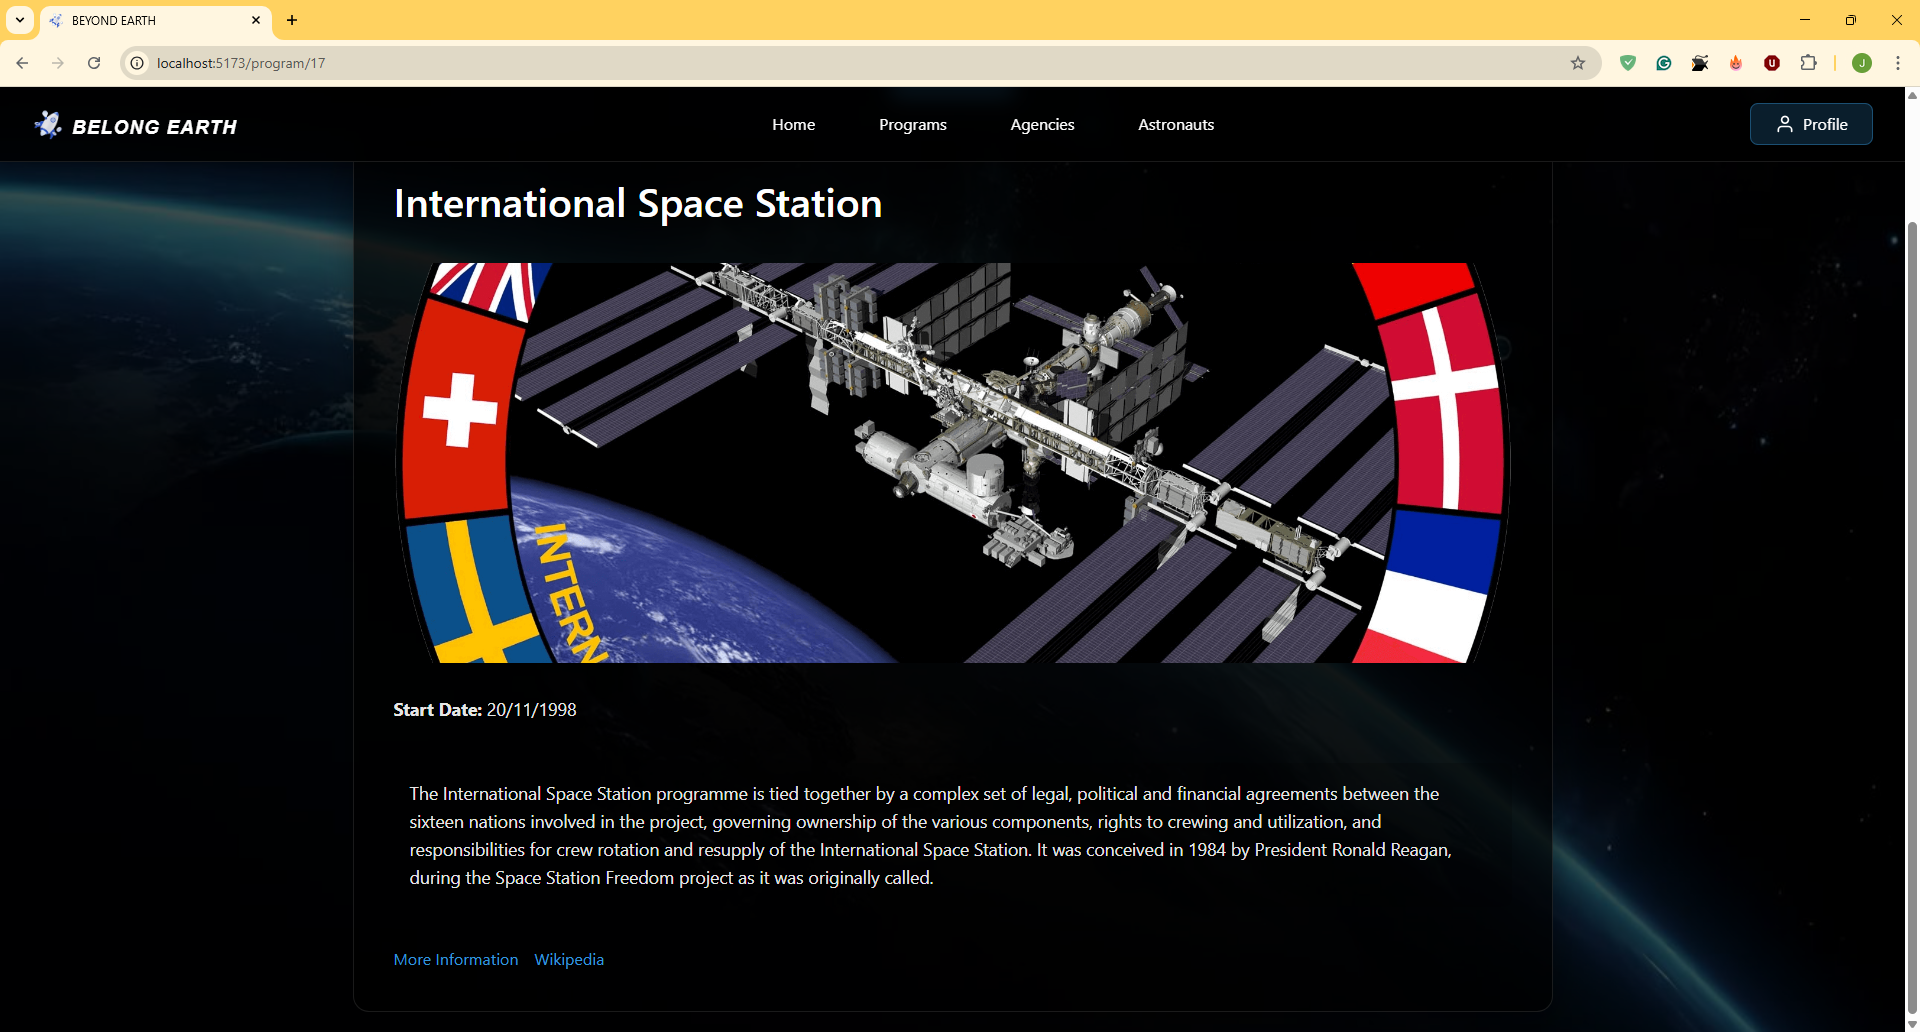 BEYOND EARTH
localhost:5173/program/17
J
BELONG EARTH
Home
Programs
Agencies
Astronauts
Profile
International Space Station
INTERN
Start Date: 20/11/1998
The International Space Station programme is tied together by a complex set of legal, political and financial agreements between the
sixteen nations involved in the project, governing ownership of the various components, rights to crewing and utilization, and
responsibilities for crew rotation and resupply of the International Space Station. It was conceived in 1984 by President Ronald Reagan,
during the Space Station Freedom project as it was originally called.
More Information
Wikipedia